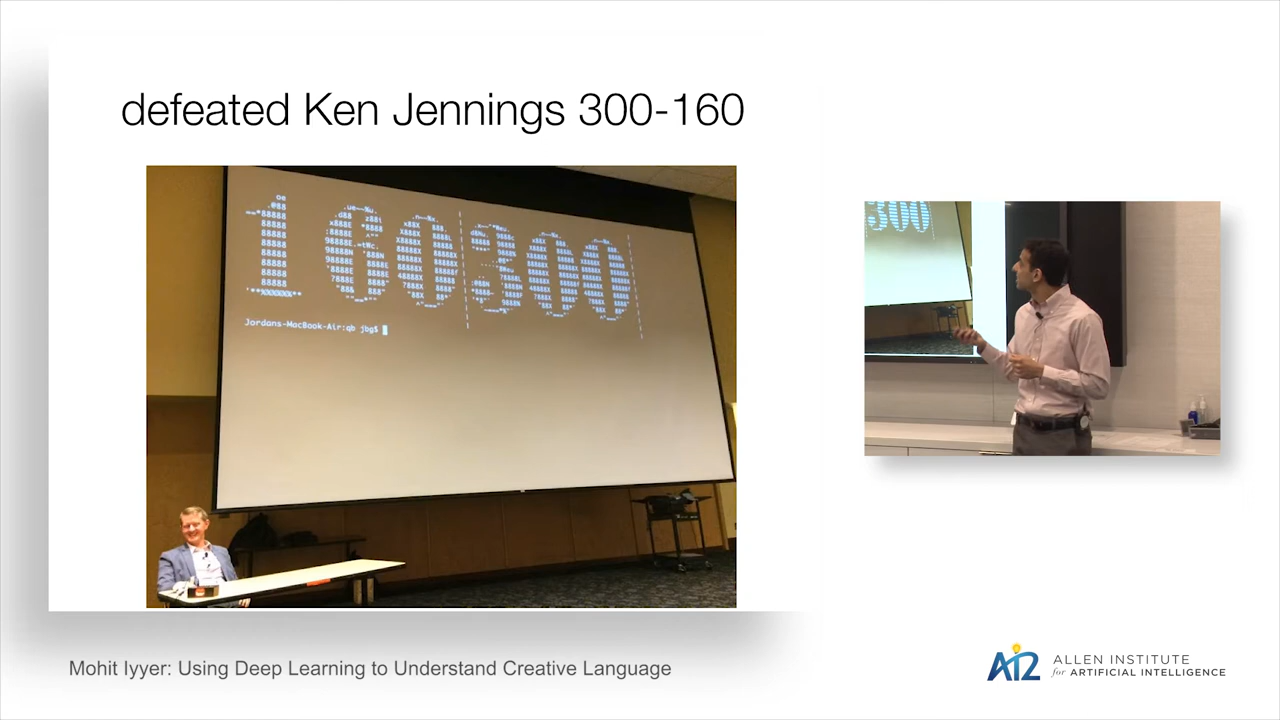 defeated Ken Jennings 300-160
160 300
Jordans-MacBook-Air:qb jbg$
300
Mohit Iyyer: Using Deep Learning to Understand Creative Language
AI2 ALLEN INSTITUTE
for ARTIFICIAL INTELLIGENCE